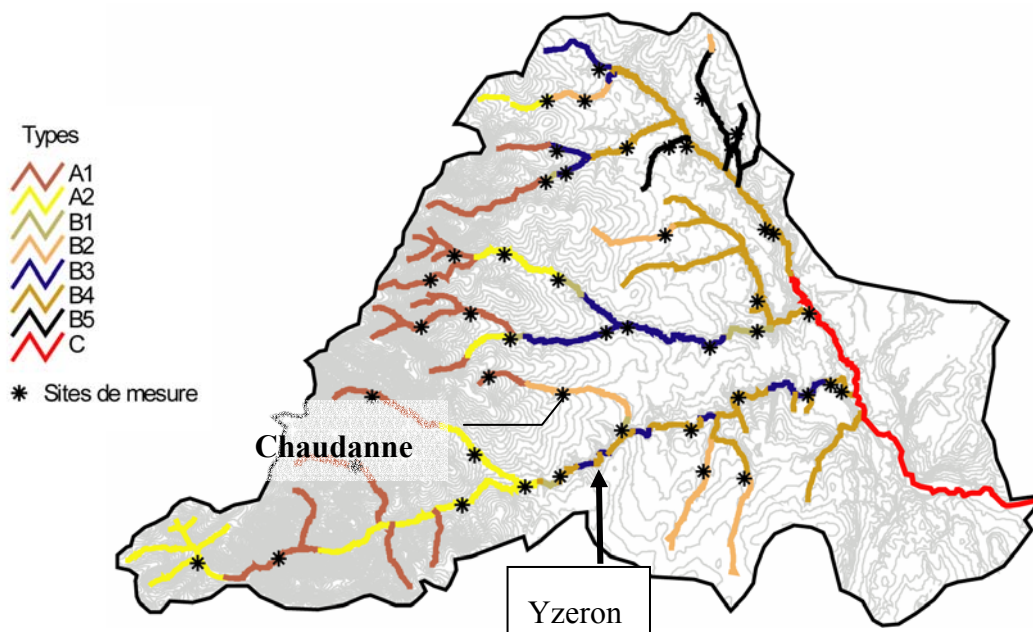 Types
A1
A2
B1
B2
B3
B4
B5
C
Sites de mesure
Chaudanne
Yzeron